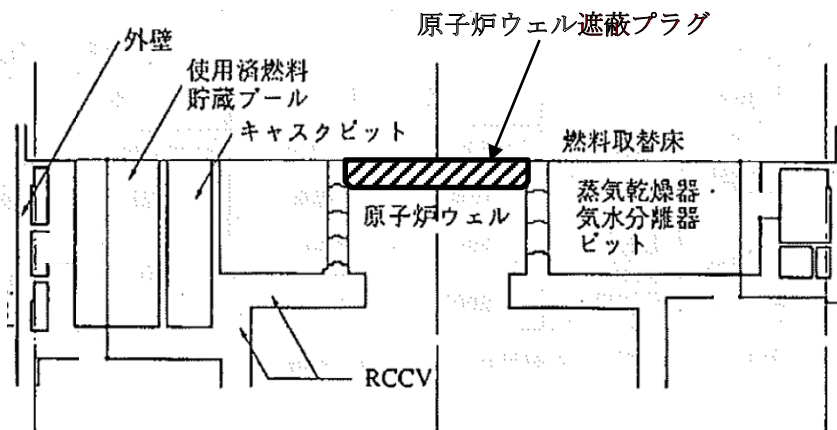 原子炉ウェル遮蔽プラグ
外壁
使用済燃料
貯蔵プール
キャスクピット
燃料取替床
原子炉ウェル
蒸気乾燥器・
気水分離器
ピット
RCCV